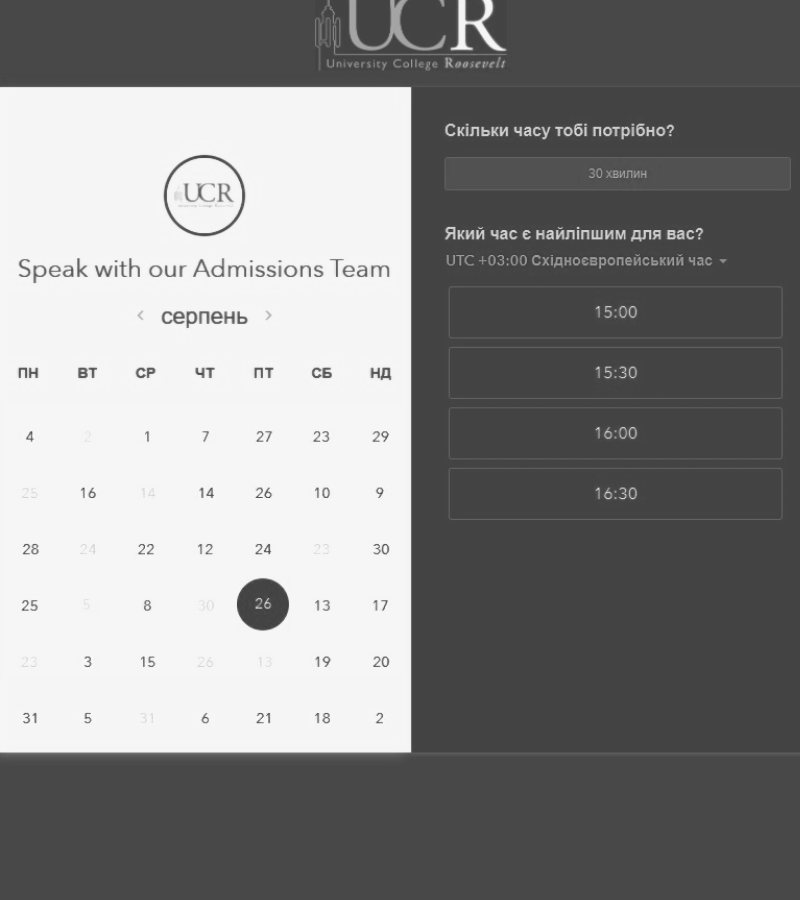 UCR
University College Roosevelt
UCR
Speak with our Admissions Team
серпень
ПН ВТ СР ЧТ ПТ СБ НД
4 2 1 7 27 23 29
25 16 14 14 26 10 9
28 24 22 12 24 23 30
25 5 8 30 26 13 17
23 3 15 26 13 19 20
31 5 31 6 21 18 2
Скільки часу тобі потрібно?
30 хвилин
Який час є найліпшим для вас?
UTC +03:00 Східноєвропейський час
15:00
15:30
16:00
16:30